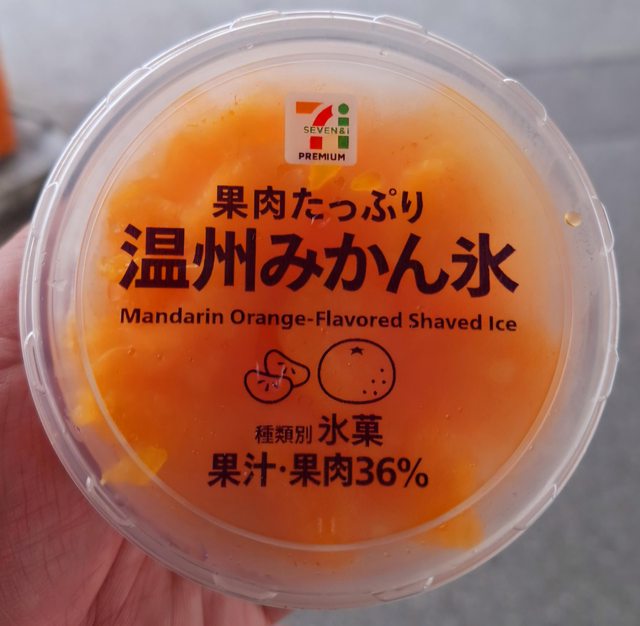 SEVEN&i
PREMIUM
果肉たっぷり
温州みかん氷
Mandarin Orange-Flavored Shaved Ice
種類別 氷菓
果汁・果肉36%